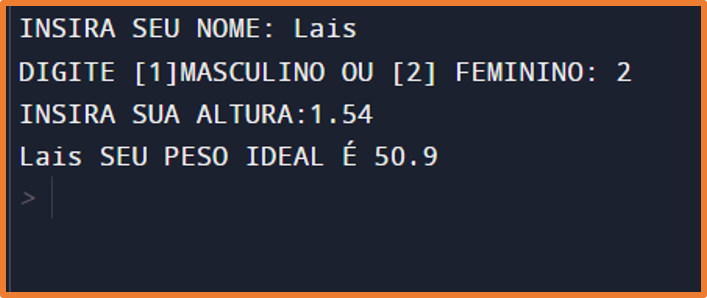 INSIRA SEU NOME: Lais
DIGITE [1]MASCULINO OU [2] FEMININO: 2
INSIRA SUA ALTURA:1.54
Lais SEU PESO IDEAL É 50.9
>